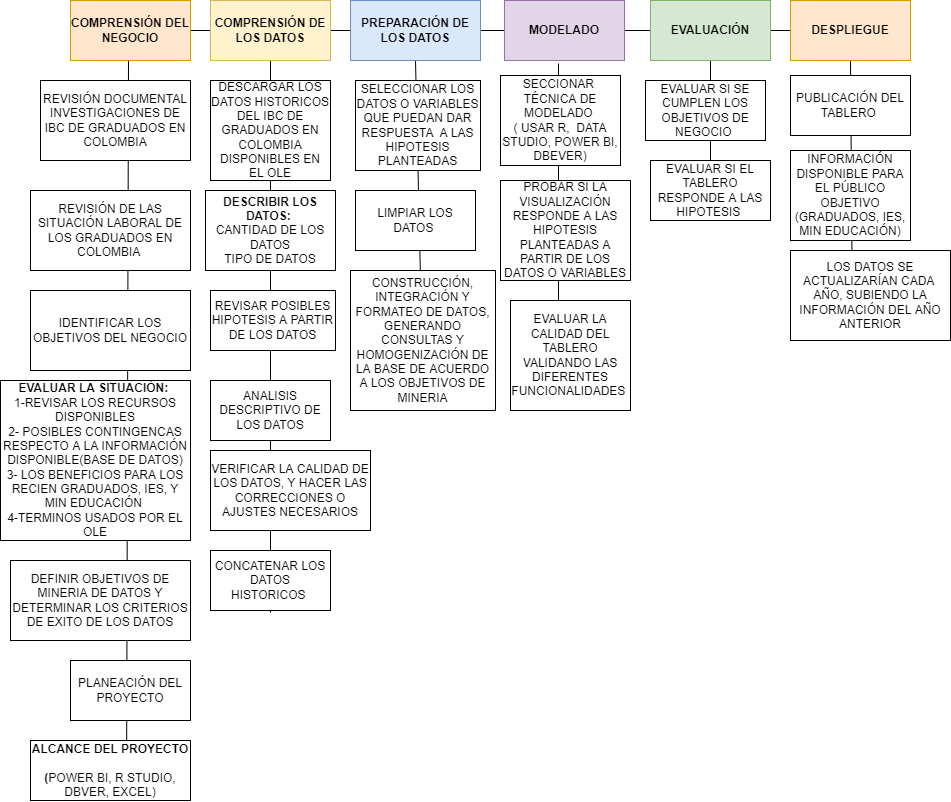 COMPRENSIÓN DEL
NEGOCIO
REVISIÓN DOCUMENTAL
INVESTIGACIONES DE
IBC DE GRADUADOS EN
COLOMBIA
REVISIÓN DE LAS
SITUACIÓN LABORAL DE
LOS GRADUADOS EN
COLOMBIA
IDENTIFICAR LOS
OBJETIVOS DEL NEGOCIO
EVALUAR LA SITUACIÓN:
1-REVISAR LOS RECURSOS
DISPONIBLES
2- POSIBLES CONTINGENCAS
RESPECTO A LA INFORMACIÓN
DISPONIBLE(BASE DE DATOS)
3- LOS BENEFICIOS PARA LOS
RECIEN GRADUADOS, IES, Y
MIN EDUCACIÓN
4-TERMINOS USADOS POR EL
OLE
DEFINIR OBJETIVOS DE
MINERIA DE DATOS Y
DETERMINAR LOS CRITERIOS
DE EXITO DE LOS DATOS
PLANEACIÓN DEL
PROYECTO
ALCANCE DEL PROYECTO
(POWER BI, R STUDIO,
DBVER, EXCEL)
COMPRENSIÓN DE
LOS DATOS
DESCARGAR LOS
DATOS HISTORICOS
DEL IBC DE
GRADUADOS EN
COLOMBIA
DISPONIBLES EN
EL OLE
DESCRIBIR LOS
DATOS:
CANTIDAD DE LOS
DATOS
TIPO DE DATOS
REVISAR POSIBLES
HIPOTESIS A PARTIR
DE LOS DATOS
ANALISIS
DESCRIPTIVO DE
LOS DATOS
VERIFICAR LA CALIDAD DE
LOS DATOS, Y HACER LAS
CORRECCIONES O
AJUSTES NECESARIOS
CONCATENAR LOS
DATOS
HISTORICOS
PREPARACIÓN DE
LOS DATOS
SELECCIONAR LOS
DATOS O VARIABLES
QUE PUEDAN DAR
RESPUESTA A LAS
HIPOTESIS
PLANTEADAS
LIMPIAR LOS
DATOS
CONSTRUCCIÓN,
INTEGRACIÓN Y
FORMATEO DE DATOS,
GENERANDO
CONSULTAS Y
HOMOGENIZACIÓN DE
LA BASE DE ACUERDO
A LOS OBJETIVOS DE
MINERIA
MODELADO
SECCIONAR
TÉCNICA DE
MODELADO
( USAR R, DATA
STUDIO, POWER BI,
DBEVER)
PROBAR SI LA
VISUALIZACIÓN
RESPONDE A LAS
HIPOTESIS
PLANTEADAS A
PARTIR DE LOS
DATOS O VARIABLES
EVALUAR LA
CALIDAD DEL
TABLERO
VALIDANDO LAS
DIFERENTES
FUNCIONALIDADES
EVALUACIÓN
EVALUAR SI SE
CUMPLEN LOS
OBJETIVOS DE
NEGOCIO
EVALUAR SI EL
TABLERO
RESPONDE A LAS
HIPOTESIS
DESPLIEGUE
PUBLICACIÓN DEL
TABLERO
INFORMACIÓN
DISPONIBLE PARA
EL PÚBLICO
OBJETIVO
(GRADUADOS, IES,
MIN EDUCACIÓN)
LOS DATOS SE
ACTUALIZARÍAN CADA
AÑO, SUBIENDO LA
INFORMACIÓN DEL AÑO
ANTERIOR